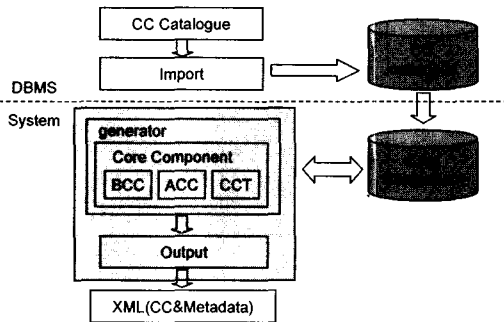 CC Catalogue
Import
DBMS
System
generator
Core Component
BCC ACC CCT
Output
XML(CC&Metadata)